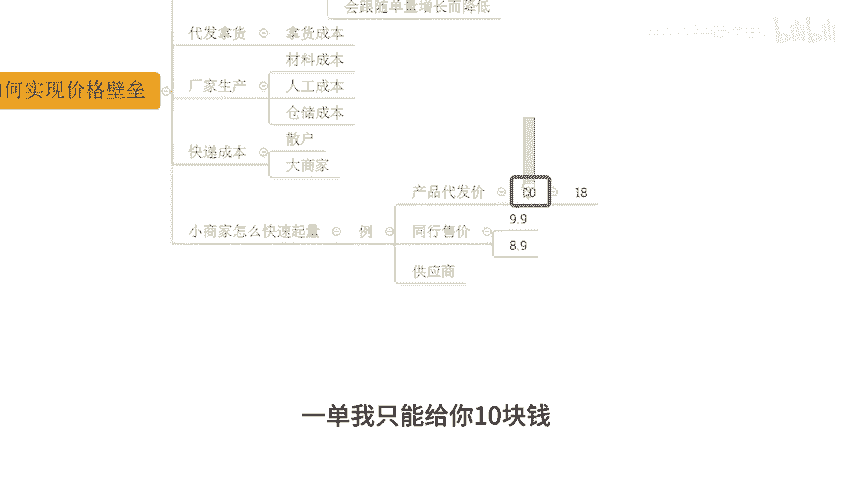 会跟随单量增长而降低
代发拿货
拿货成本
材料成本
厂家生产
人工成本
何实现价格壁垒
仓储成本
散户
快递成本
大商家
产品代发价
18
9.9
小商家怎么快速起量
例
同行售价
8.9
供应商
一单我只能给你10块钱